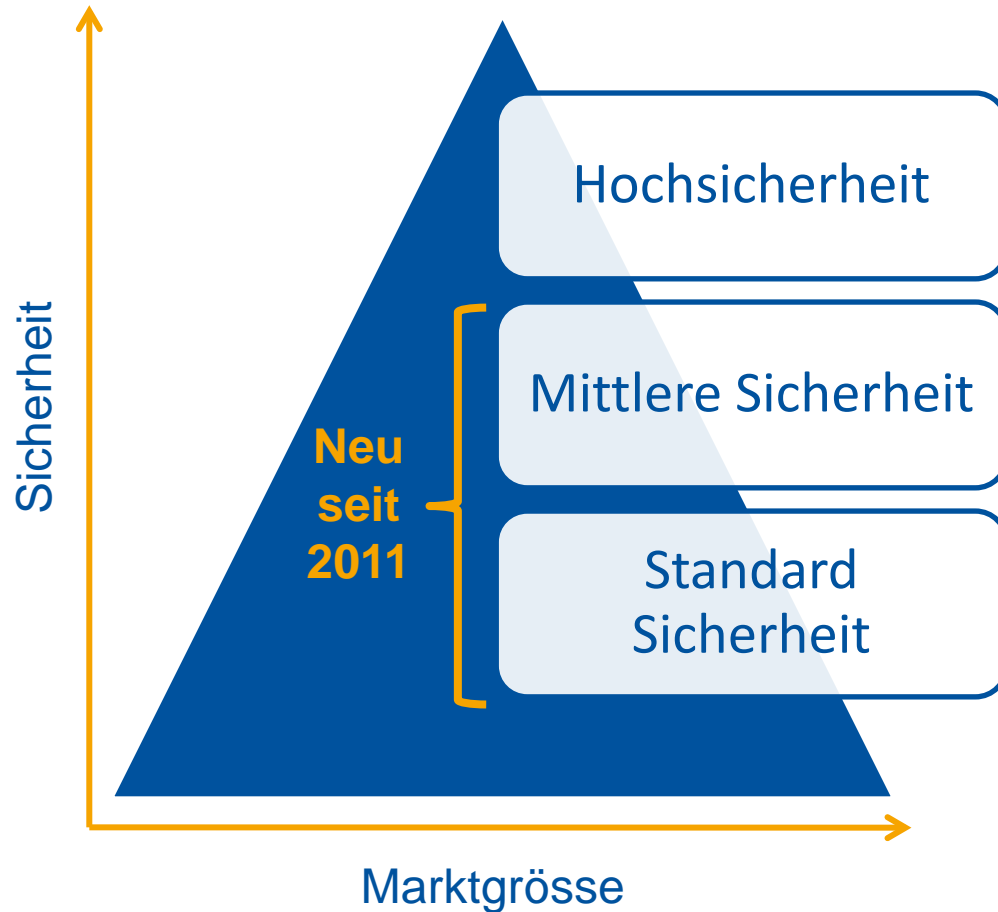 Sicherheit
Hochsicherheit
Mittlere Sicherheit
Neu
seit
2011
Standard
Sicherheit
Marktgrösse